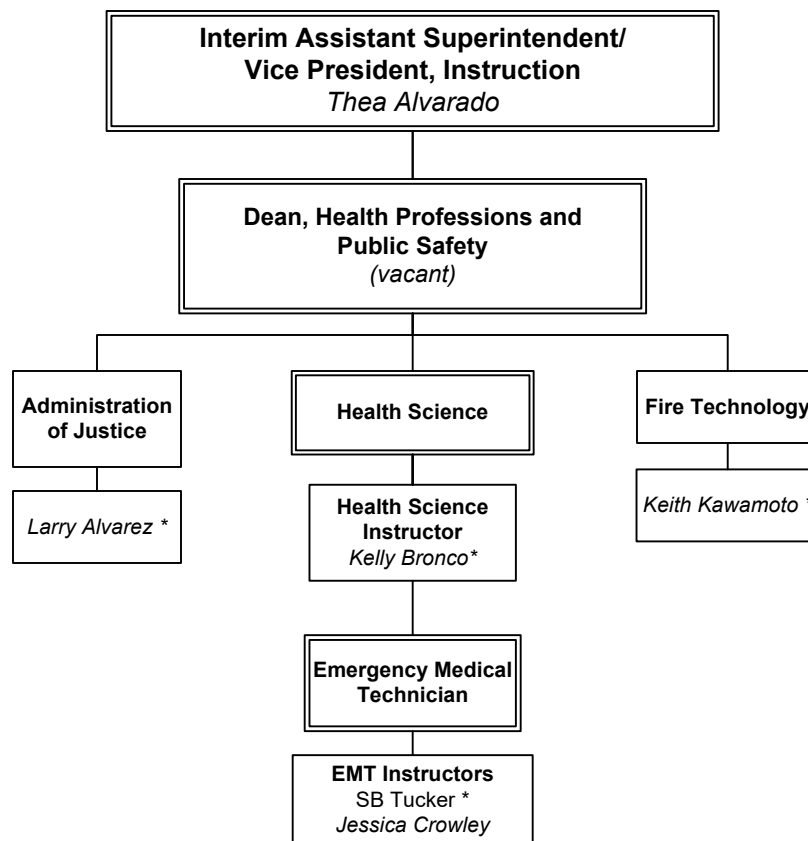 Interim Assistant Superintendent/
Vice President, Instruction
Thea Alvarado
Dean, Health Professions and
Public Safety
(vacant)
Administration
of Justice
Health Science
Fire Technology
Larry Alvarez *
Health Science
Instructor
Kelly Bronco*
Keith Kawamoto *
Emergency Medical
Technician
EMT Instructors
SB Tucker *
Jessica Crowley